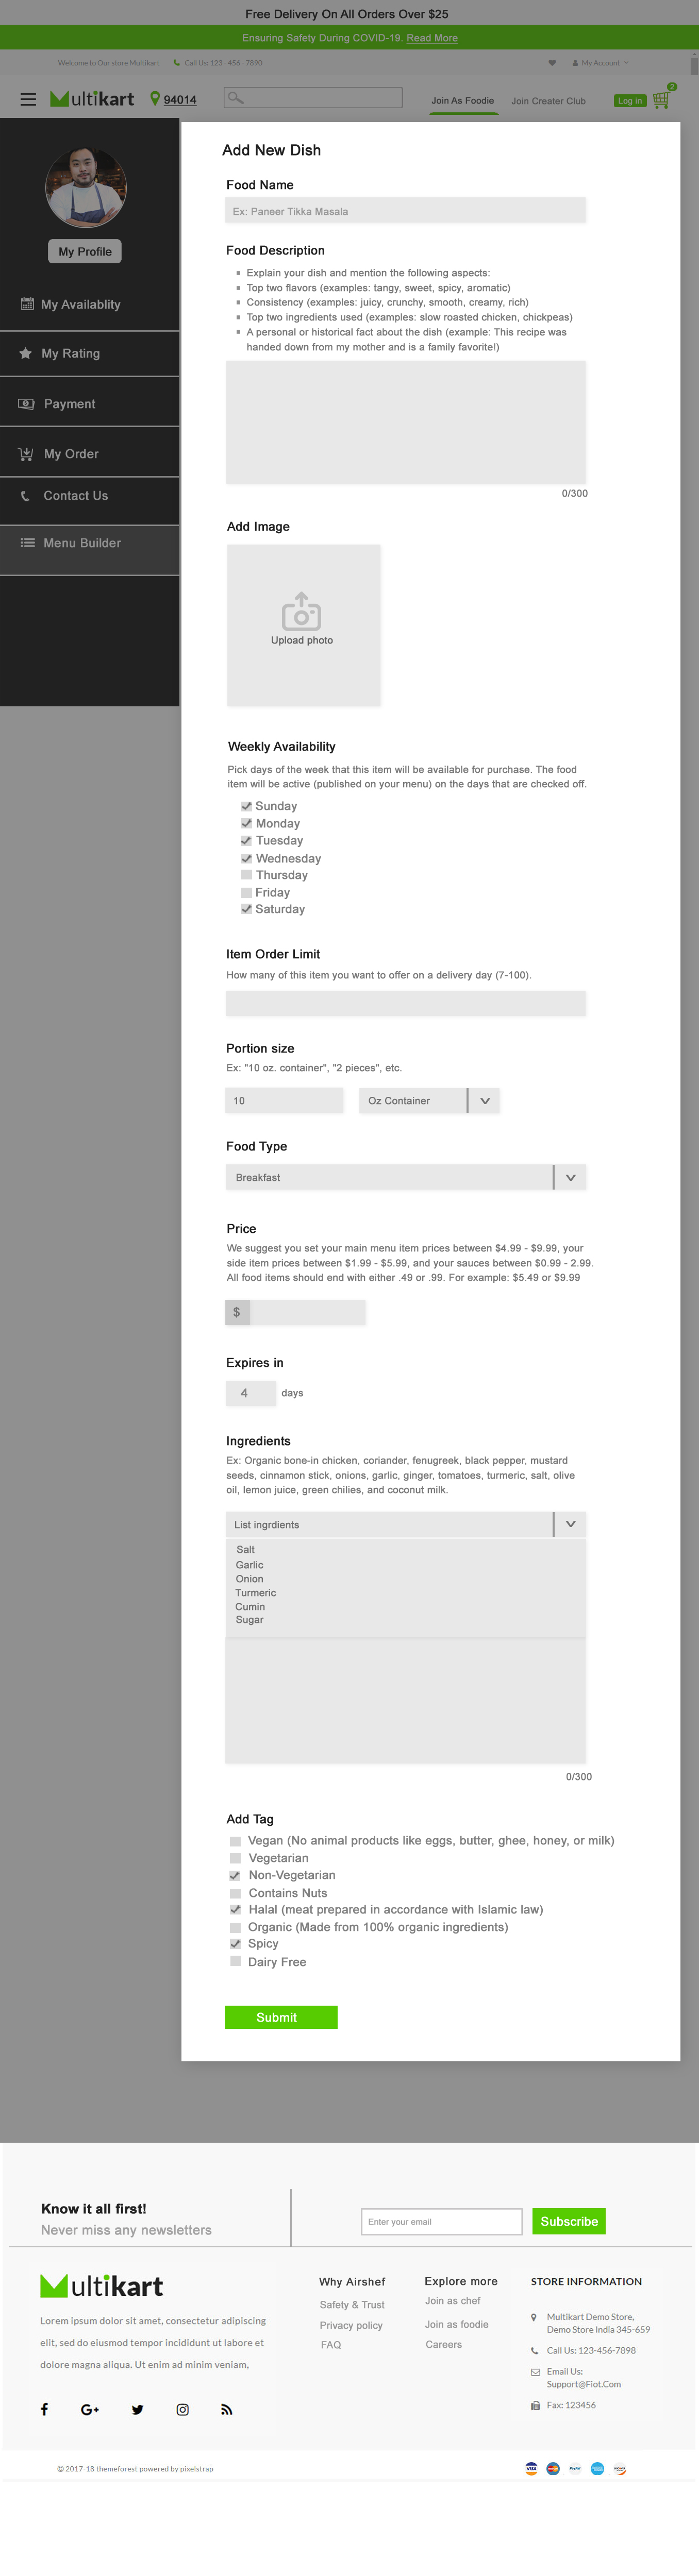 Free Delivery On All Orders Over $25
Ensuring Safety During COVID-19. Read More
Welcome to Our store Multikart
Call Us: 123 - 456 - 7890
My Account
Multikart
94014
Join As Foodie
Join Creater Club
Log in
2
My Profile
My Availablity
My Rating
Payment
My Order
Contact Us
Menu Builder
Add New Dish
Food Name
Ex: Paneer Tikka Masala
Food Description
Explain your dish and mention the following aspects:
Top two flavors (examples: tangy, sweet, spicy, aromatic)
Consistency (examples: juicy, crunchy, smooth, creamy, rich)
Top two ingredients used (examples: slow roasted chicken, chickpeas)
A personal or historical fact about the dish (example: This recipe was
handed down from my mother and is a family favorite!)
0/300
Add Image
Upload photo
Weekly Availability
Pick days of the week that this item will be available for purchase. The food
item will be active (published on your menu) on the days that are checked off.
Sunday
Monday
Tuesday
Wednesday
Thursday
Friday
Saturday
Item Order Limit
How many of this item you want to offer on a delivery day (7-100).
Portion size
Ex: "10 oz. container", "2 pieces", etc.
10
Oz Container
Food Type
Breakfast
Price
We suggest you set your main menu item prices between $4.99 - $9.99, your
side item prices between $1.99 - $5.99, and your sauces between $0.99 - 2.99.
All food items should end with either .49 or .99. For example: $5.49 or $9.99
$
Expires in
4
days
Ingredients
Ex: Organic bone-in chicken, coriander, fenugreek, black pepper, mustard
seeds, cinnamon stick, onions, garlic, ginger, tomatoes, turmeric, salt, olive
oil, lemon juice, green chilies, and coconut milk.
List ingrdients
Salt
Garlic
Onion
Turmeric
Cumin
Sugar
0/300
Add Tag
Vegan (No animal products like eggs, butter, ghee, honey, or milk)
Vegetarian
Non-Vegetarian
Contains Nuts
Halal (meat prepared in accordance with Islamic law)
Organic (Made from 100% organic ingredients)
Spicy
Dairy Free
Submit
Know it all first!
Never miss any newsletters
Enter your email
Subscribe
Multikart
Lorem ipsum dolor sit amet, consectetur adipiscing
elit, sed do eiusmod tempor incididunt ut labore et
dolore magna aliqua. Ut enim ad minim veniam,
Why Airshef
Safety & Trust
Privacy policy
FAQ
Explore more
Join as chef
Join as foodie
Careers
STORE INFORMATION
Multikart Demo Store,
Demo Store India 345-659
Call Us: 123-456-7898
Email Us:
Support@Fiot.Com
Fax: 123456
© 2017-18 themeforest powered by pixelstrap
VISA
PayPal